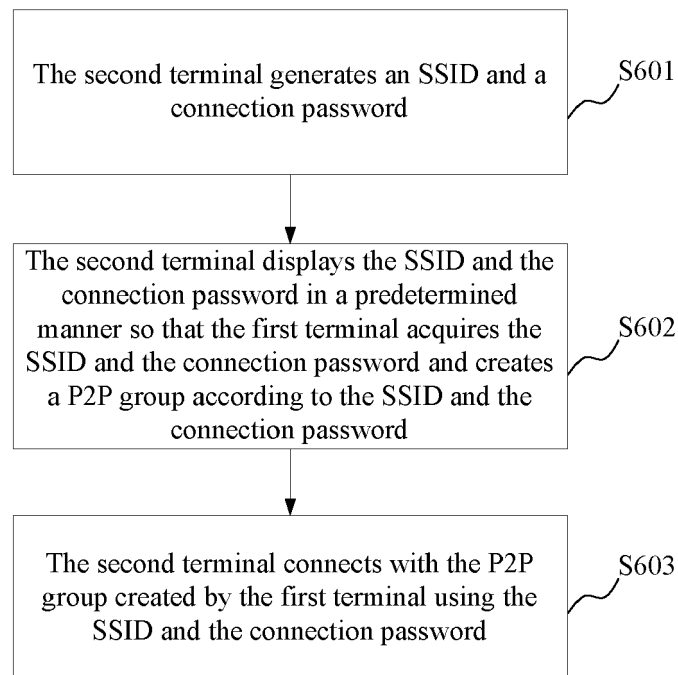 The second terminal generates an SSID and a
connection password
S601
The second terminal displays the SSID and the
connection password in a predetermined
manner so that the first terminal acquires the
SSID and the connection password and creates
a P2P group according to the SSID and the
connection password
S602
The second terminal connects with the P2P
group created by the first terminal using the
SSID and the connection password
S603